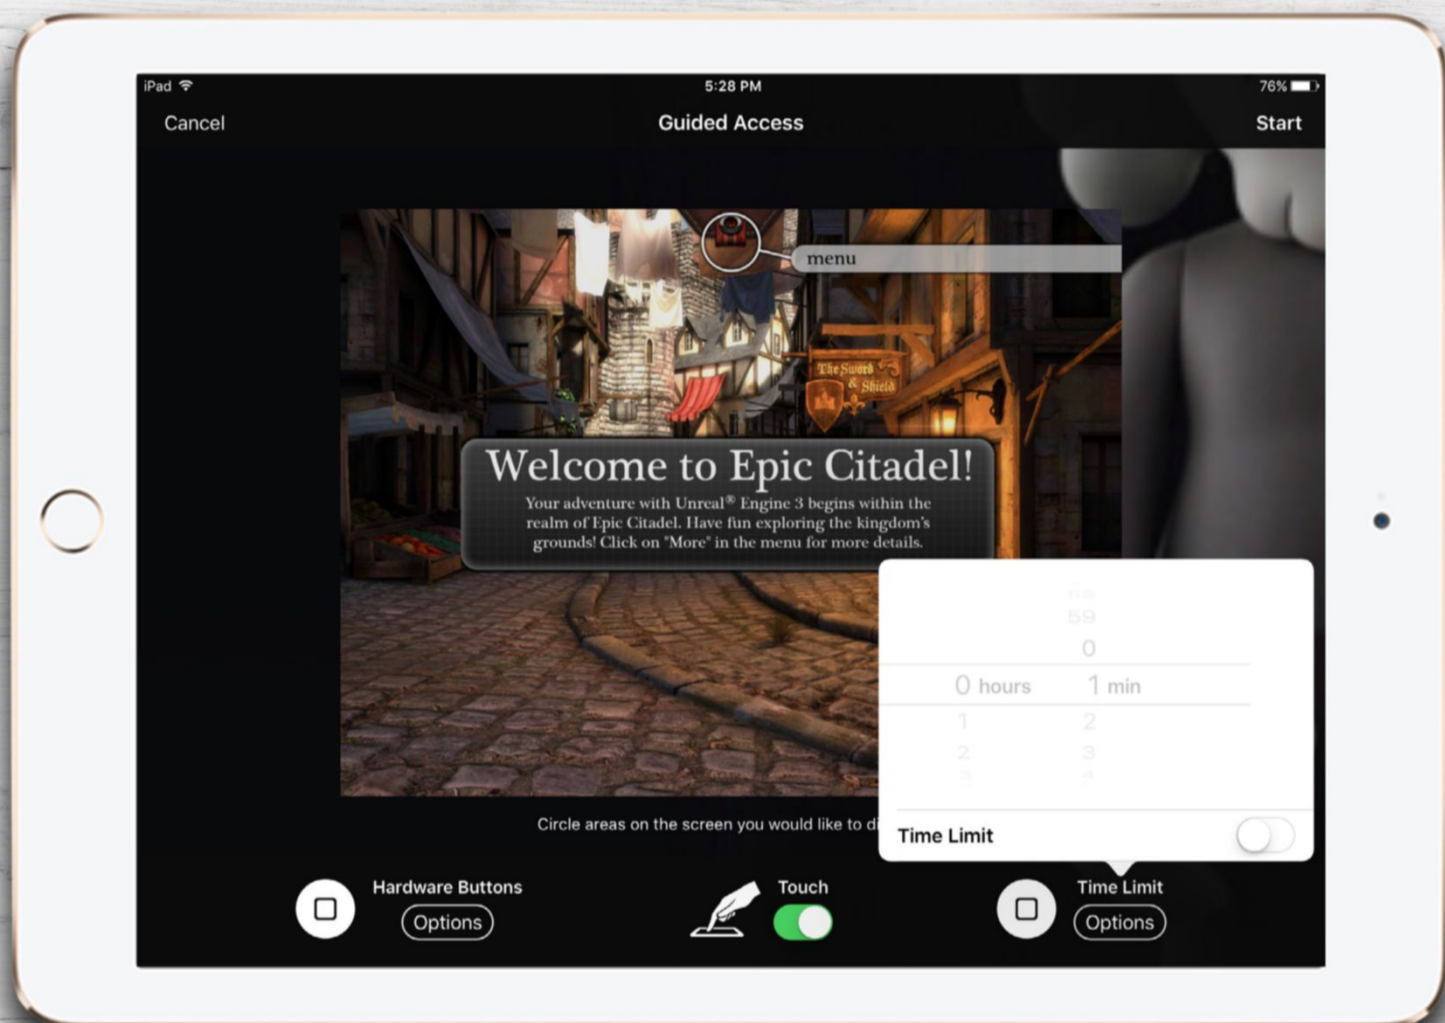 iPad
5:28 PM
76%
Cancel
Guided Access
Start
menu
The Sword
& Shield
Welcome to Epic Citadel!
Your adventure with Unreal® Engine 3 begins within the
realm of Epic Citadel. Have fun exploring the kingdom's
grounds! Click on "More" in the menu for more details.
59
0
0 hours 1 min
1 2
2 3
3 4
Time Limit
Circle areas on the screen you would like to di
Hardware Buttons
Options
Touch
Time Limit
Options